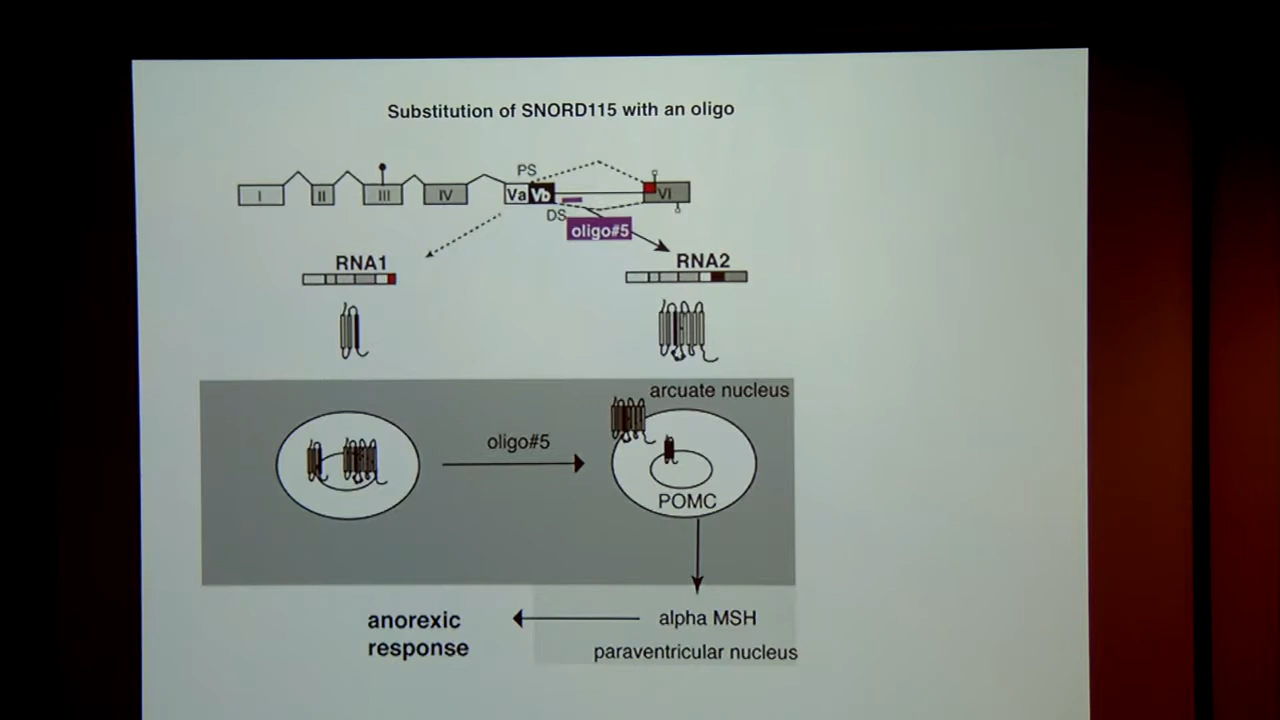 Substitution of SNORD115 with an oligo
PS
I II III IV Va Vb VI
DS
oligo#5
RNA1
RNA2
arcuate nucleus
oligo#5
POMC
anorexic
response
alpha MSH
paraventricular nucleus